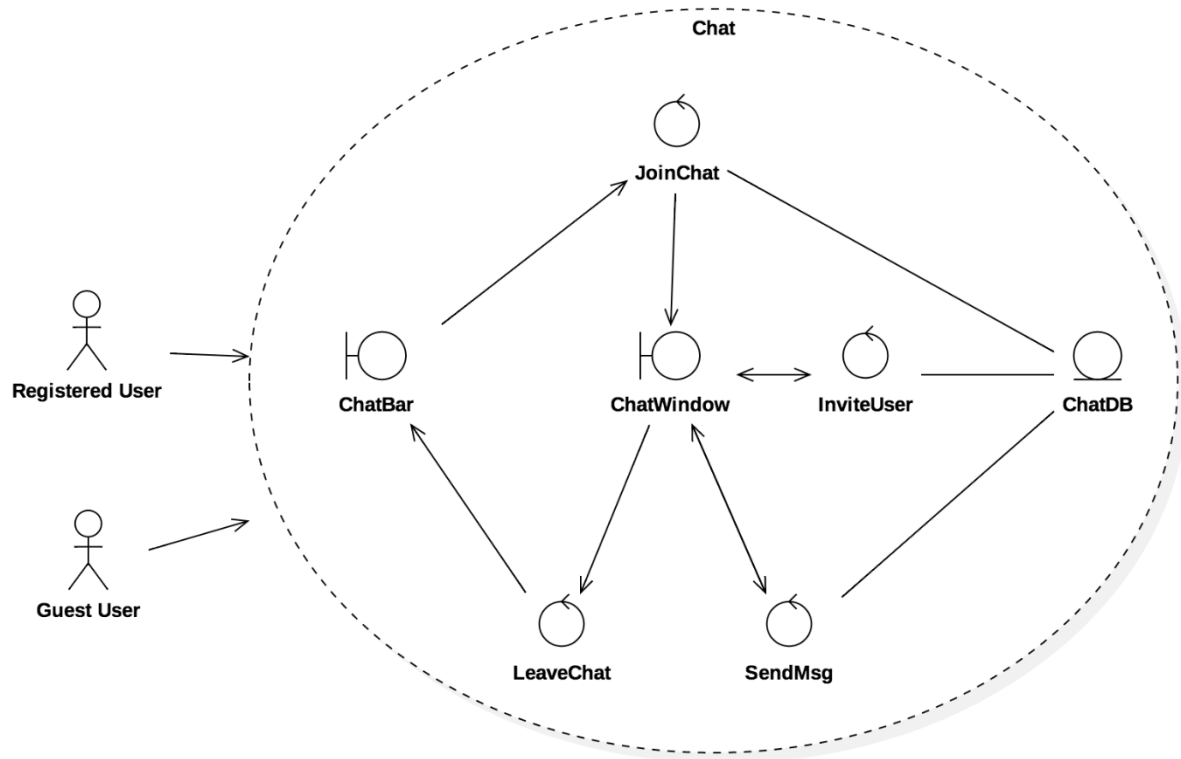 Chat
JoinChat
Registered User
ChatBar
ChatWindow
InviteUser
ChatDB
Guest User
LeaveChat
SendMsg